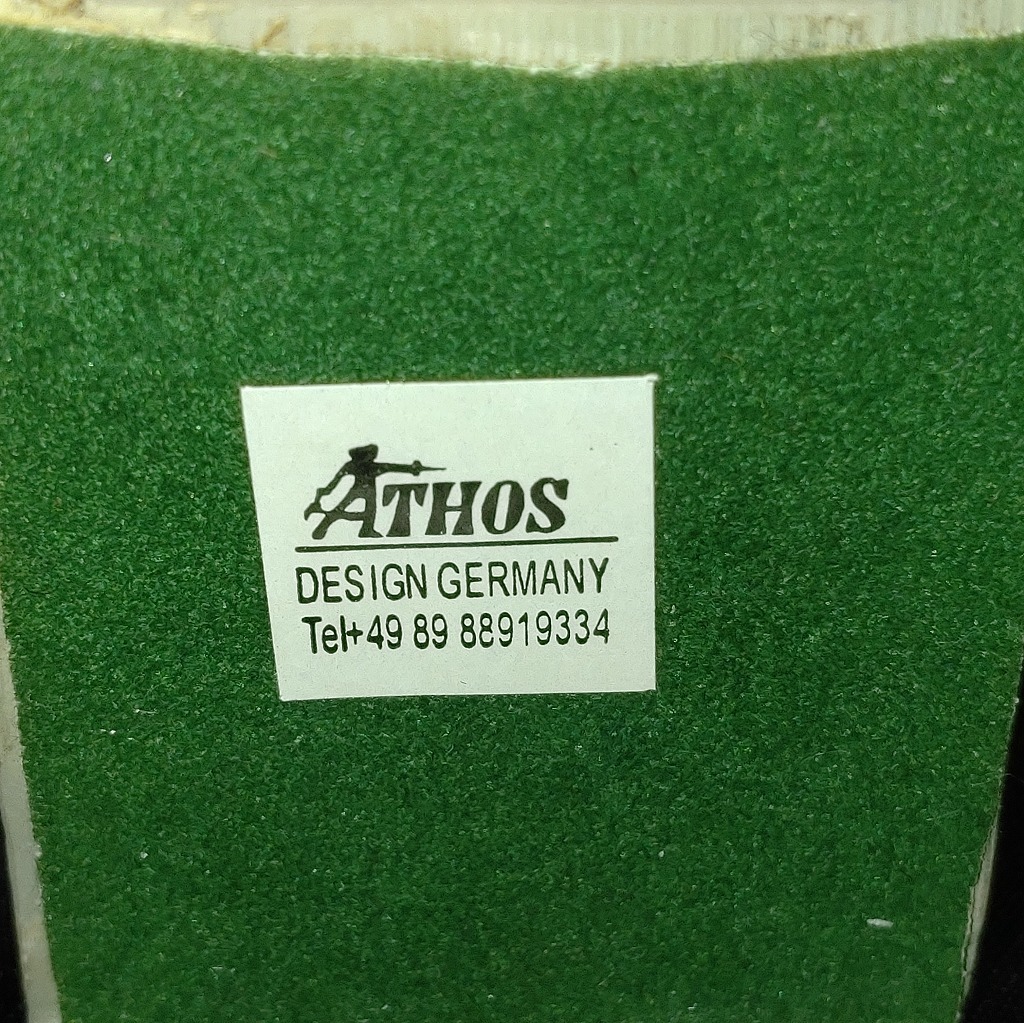 ATHOS
DESIGN GERMANY
Tel+49 89 88919334